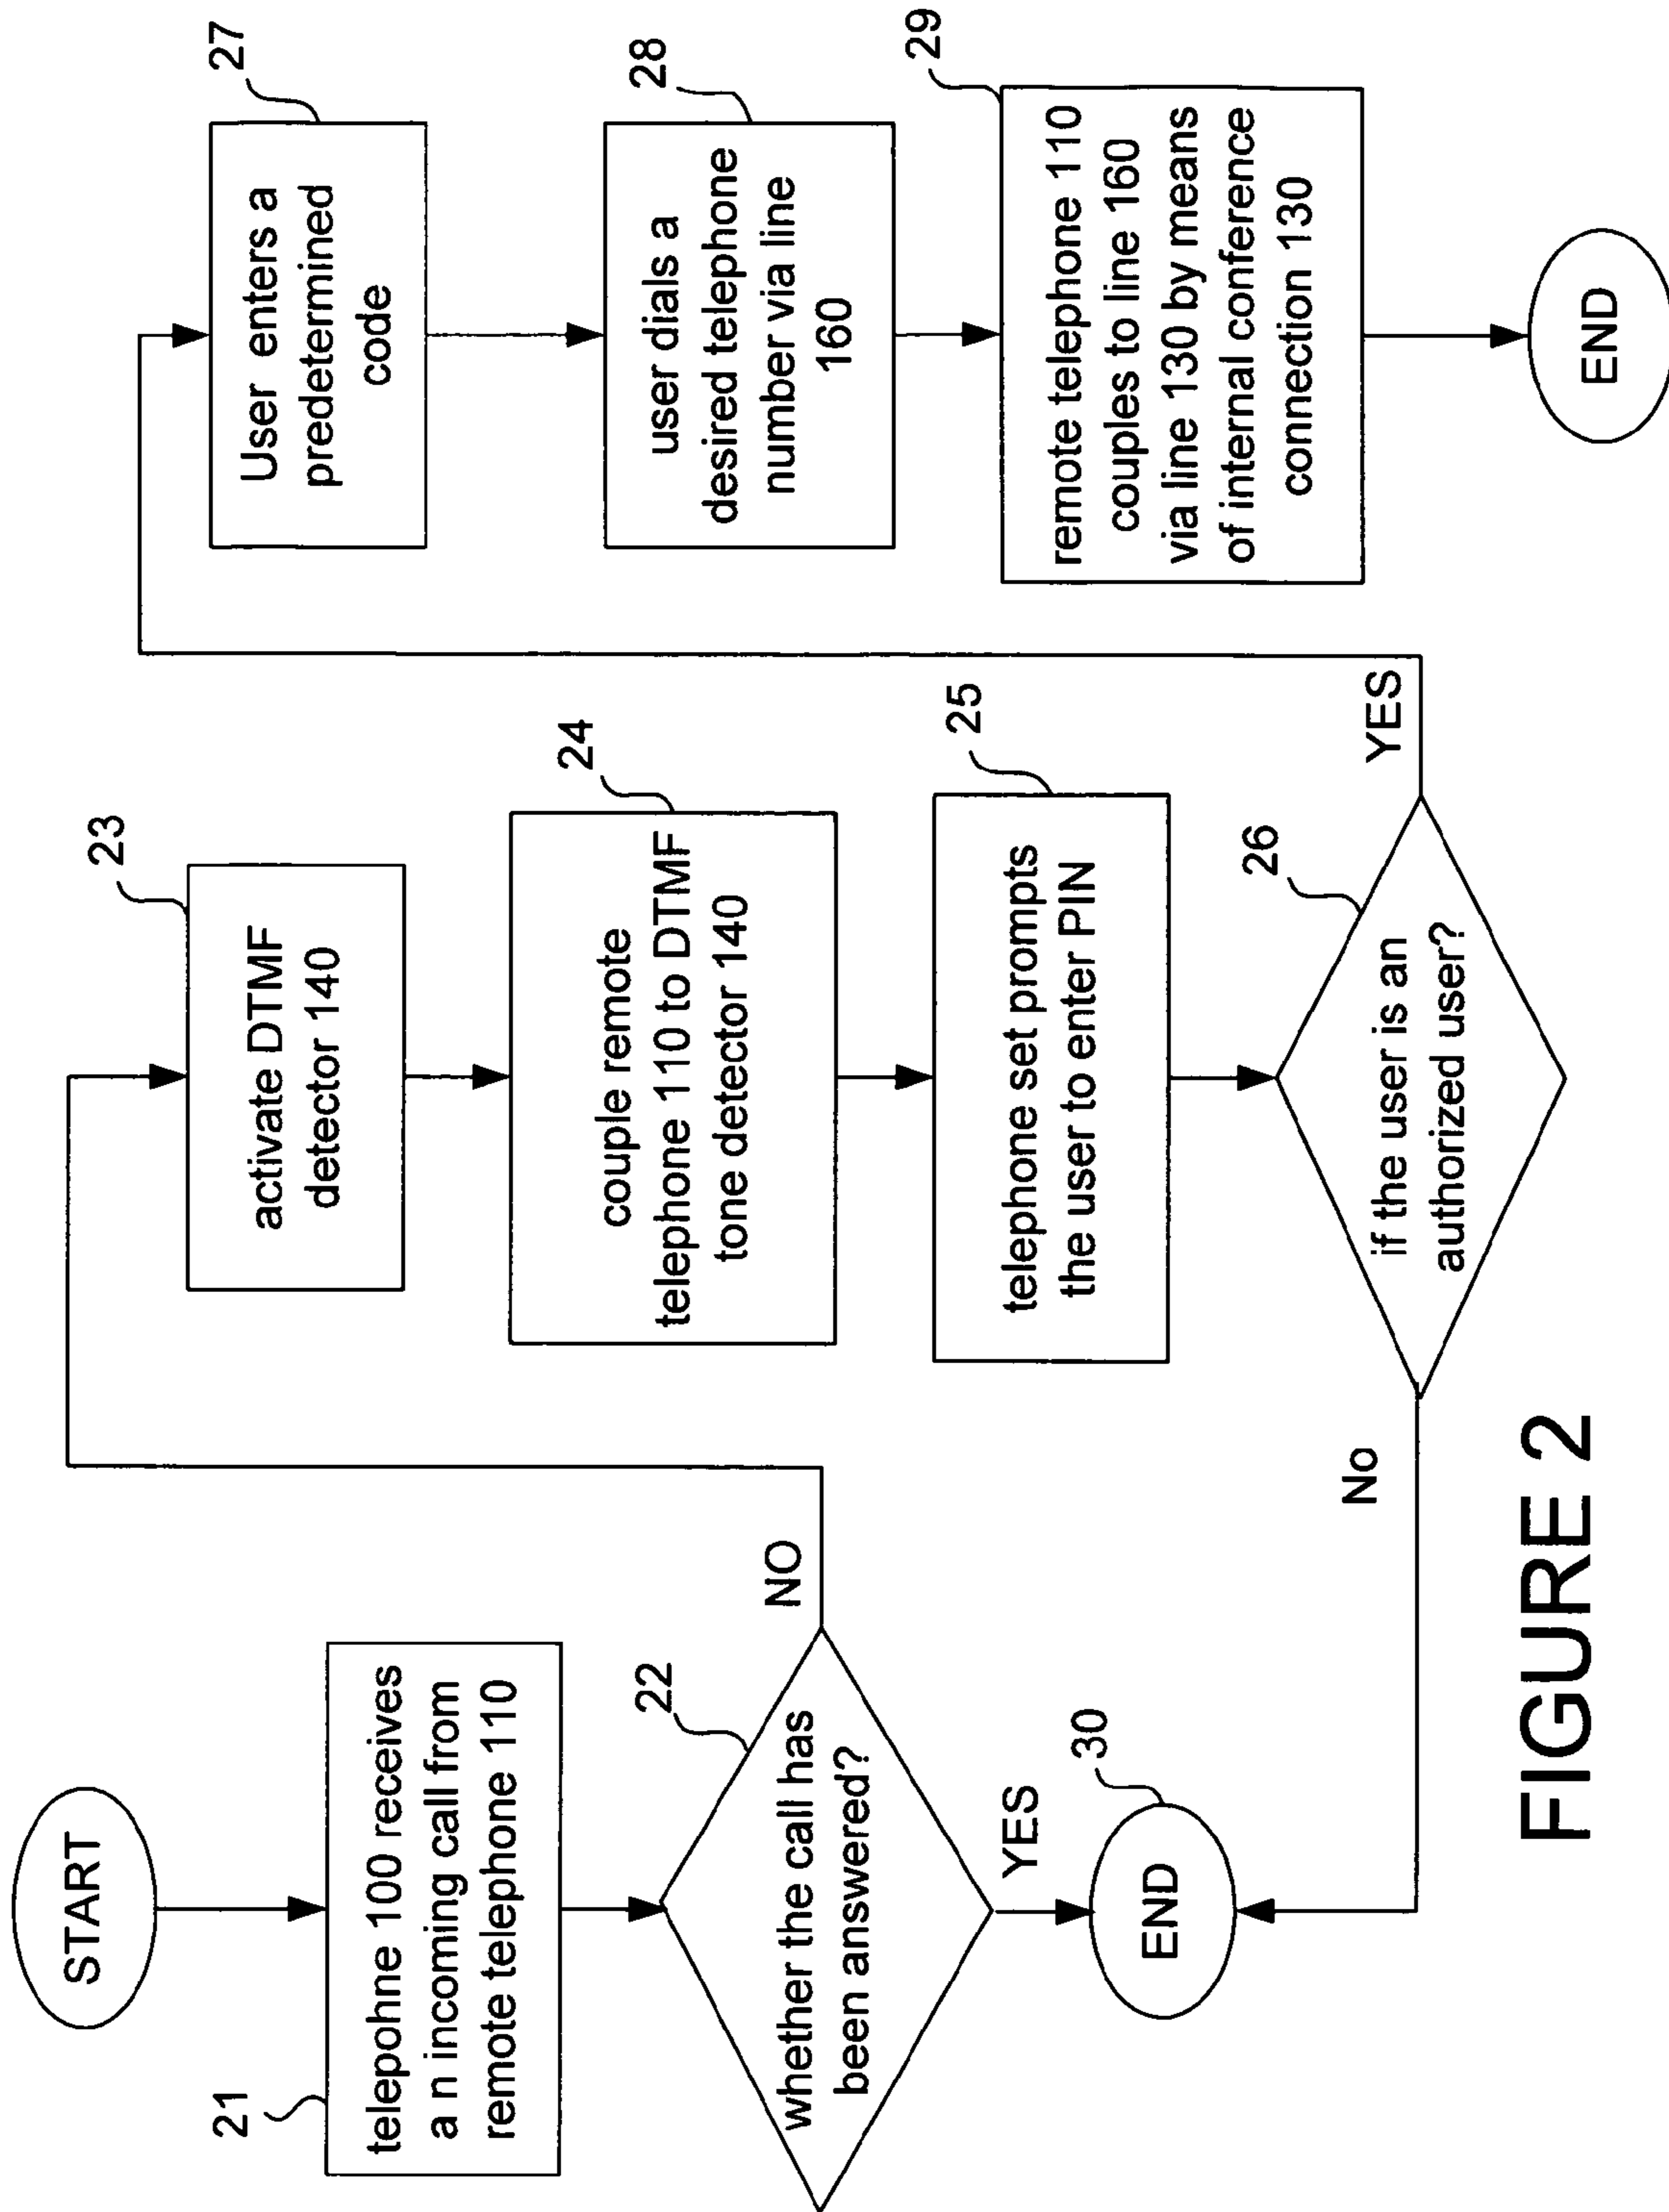 START
21
telepohne 100 receives
a n incoming call from
remote telephone 110
22
whether the call has
been answered?
NO
YES
30
END
23
activate DTMF
detector 140
24
couple remote
telephone 110 to DTMF
tone detector 140
25
telephone set prompts
the user to enter PIN
26
if the user is an
authorized user?
No
YES
27
User enters a
predetermined
code
28
user dials a
desired telephone
number via line
160
29
remote telephone 110
couples to line 160
via line 130 by means
of internal conference
connection 130
END
FIGURE 2